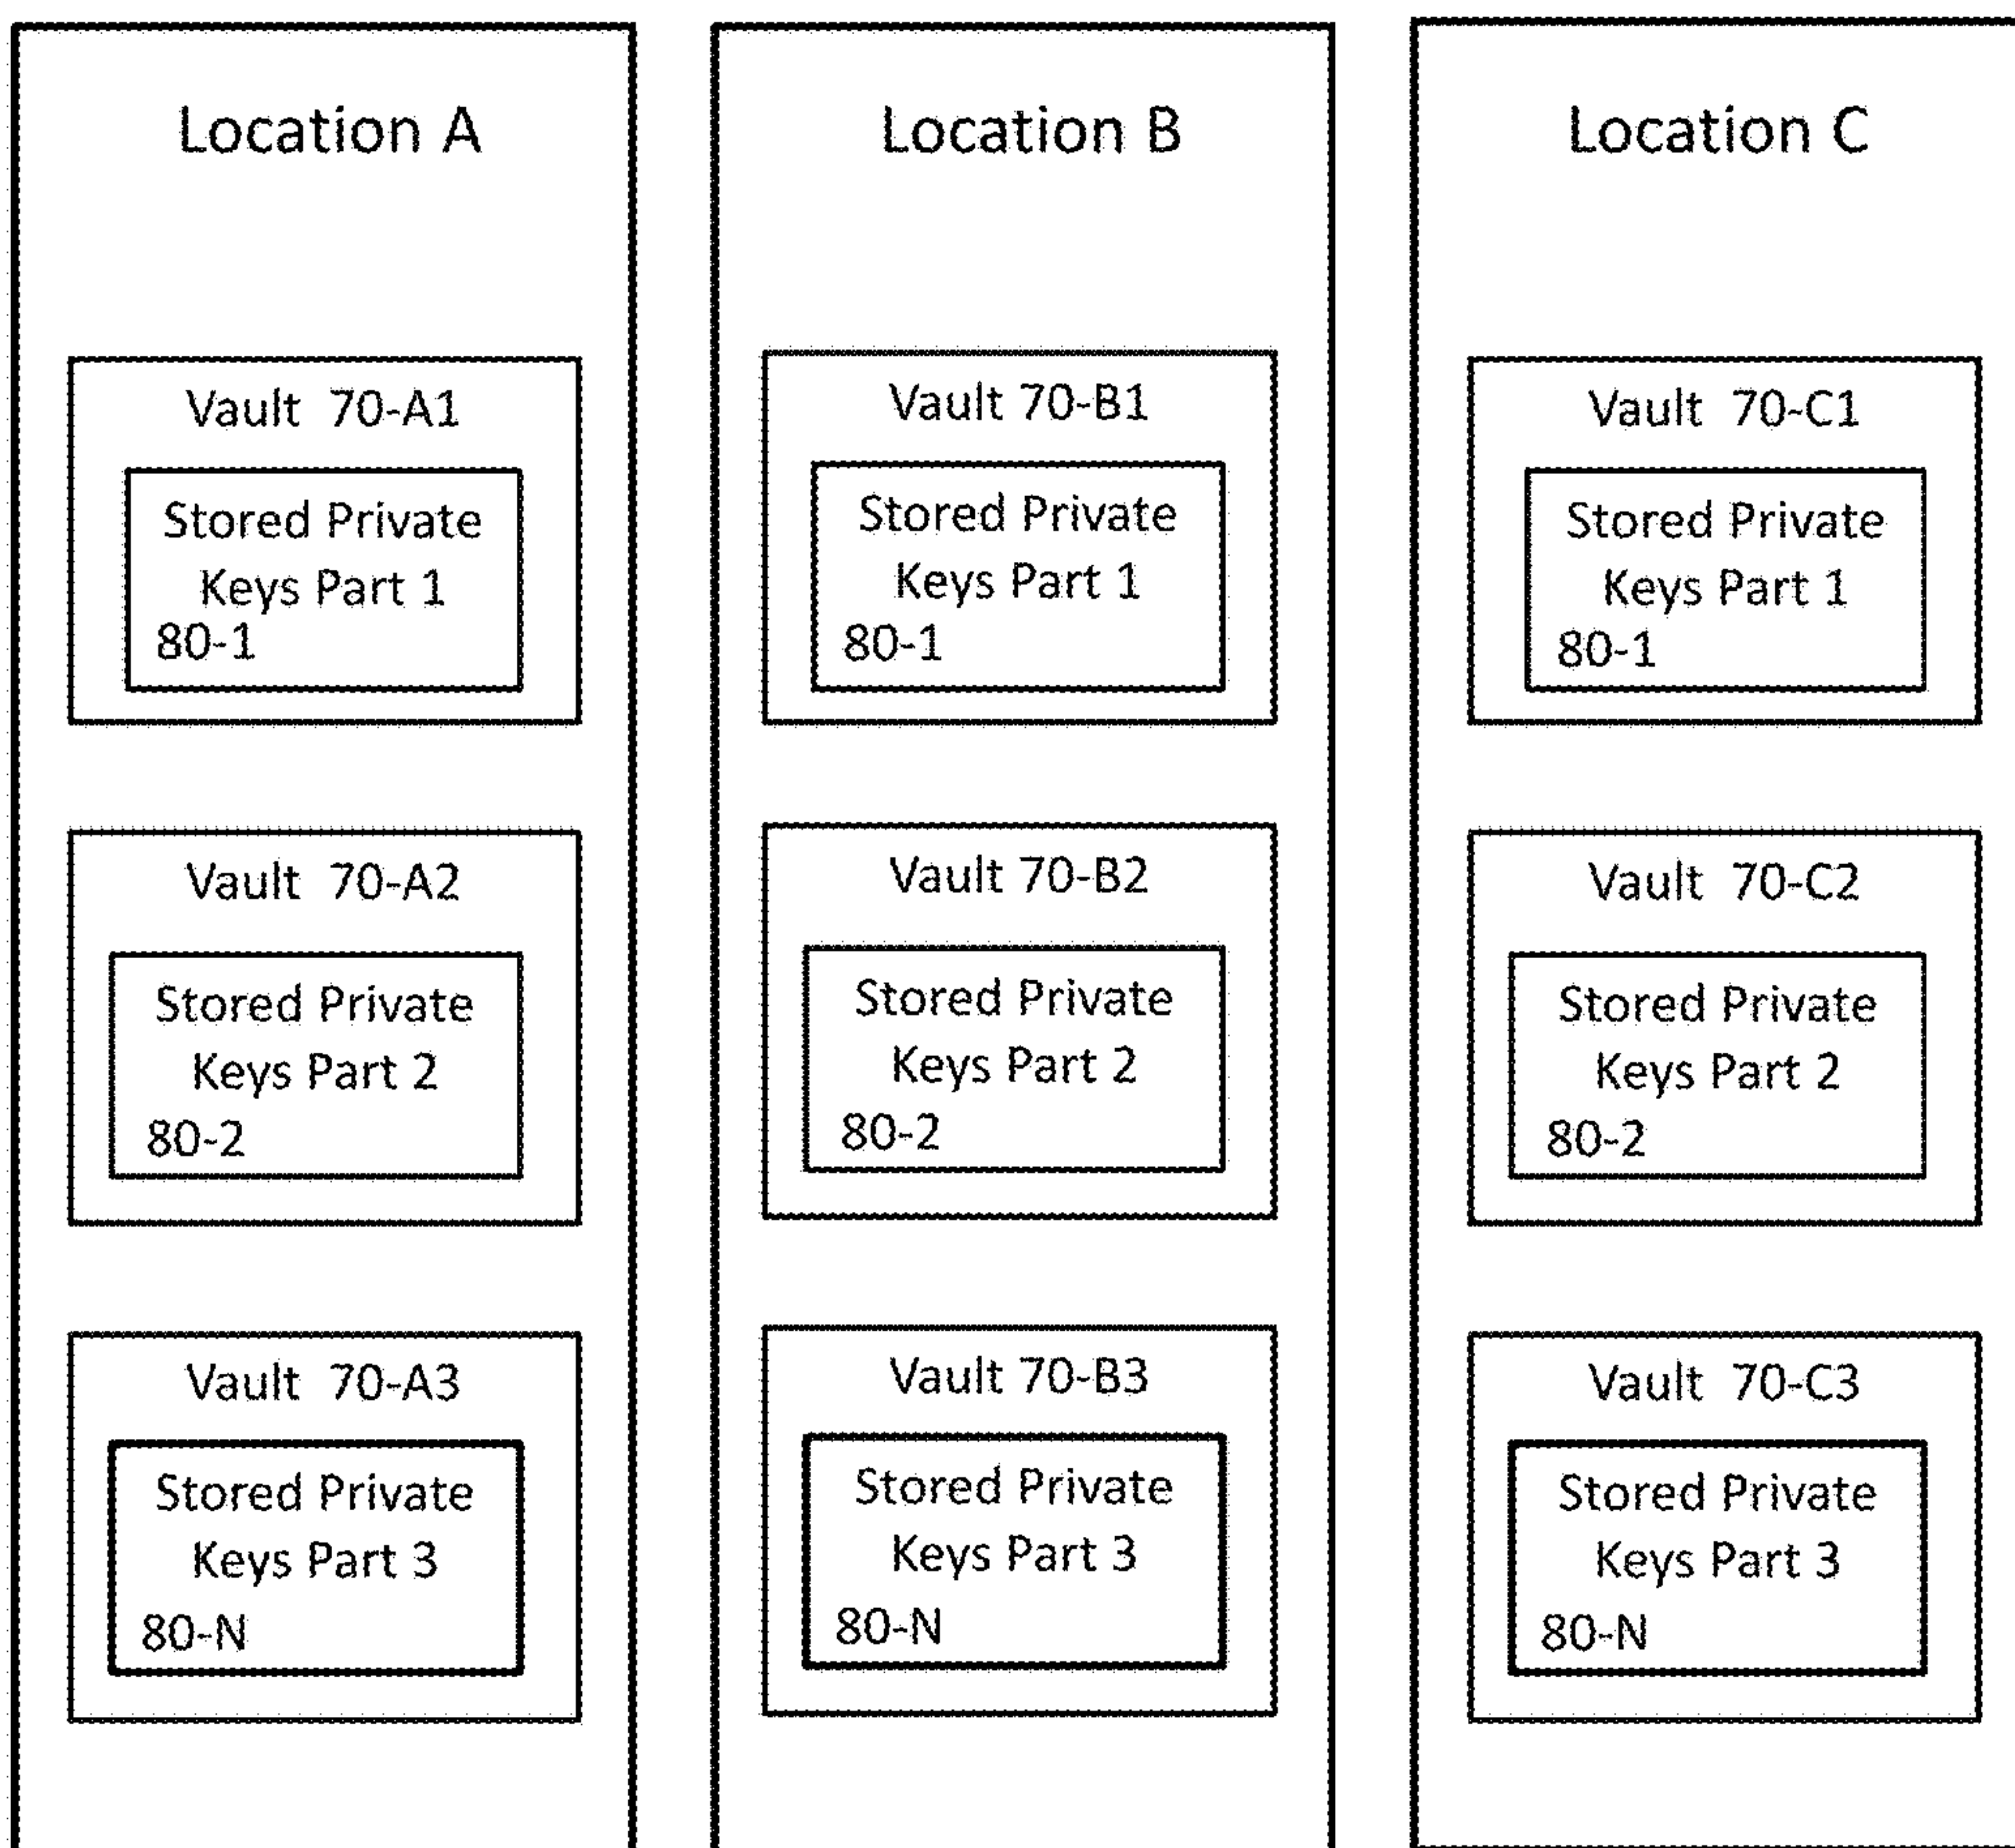 Location A
Vault 70-A1
Stored Private
Keys Part 1
80-1
Vault 70-A2
Stored Private
Keys Part 2
80-2
Vault 70-A3
Stored Private
Keys Part 3
80-N
Location B
Vault 70-B1
Stored Private
Keys Part 1
80-1
Vault 70-B2
Stored Private
Keys Part 2
80-2
Vault 70-B3
Stored Private
Keys Part 3
80-N
Location C
Vault 70-C1
Stored Private
Keys Part 1
80-1
Vault 70-C2
Stored Private
Keys Part 2
80-2
Vault 70-C3
Stored Private
Keys Part 3
80-N